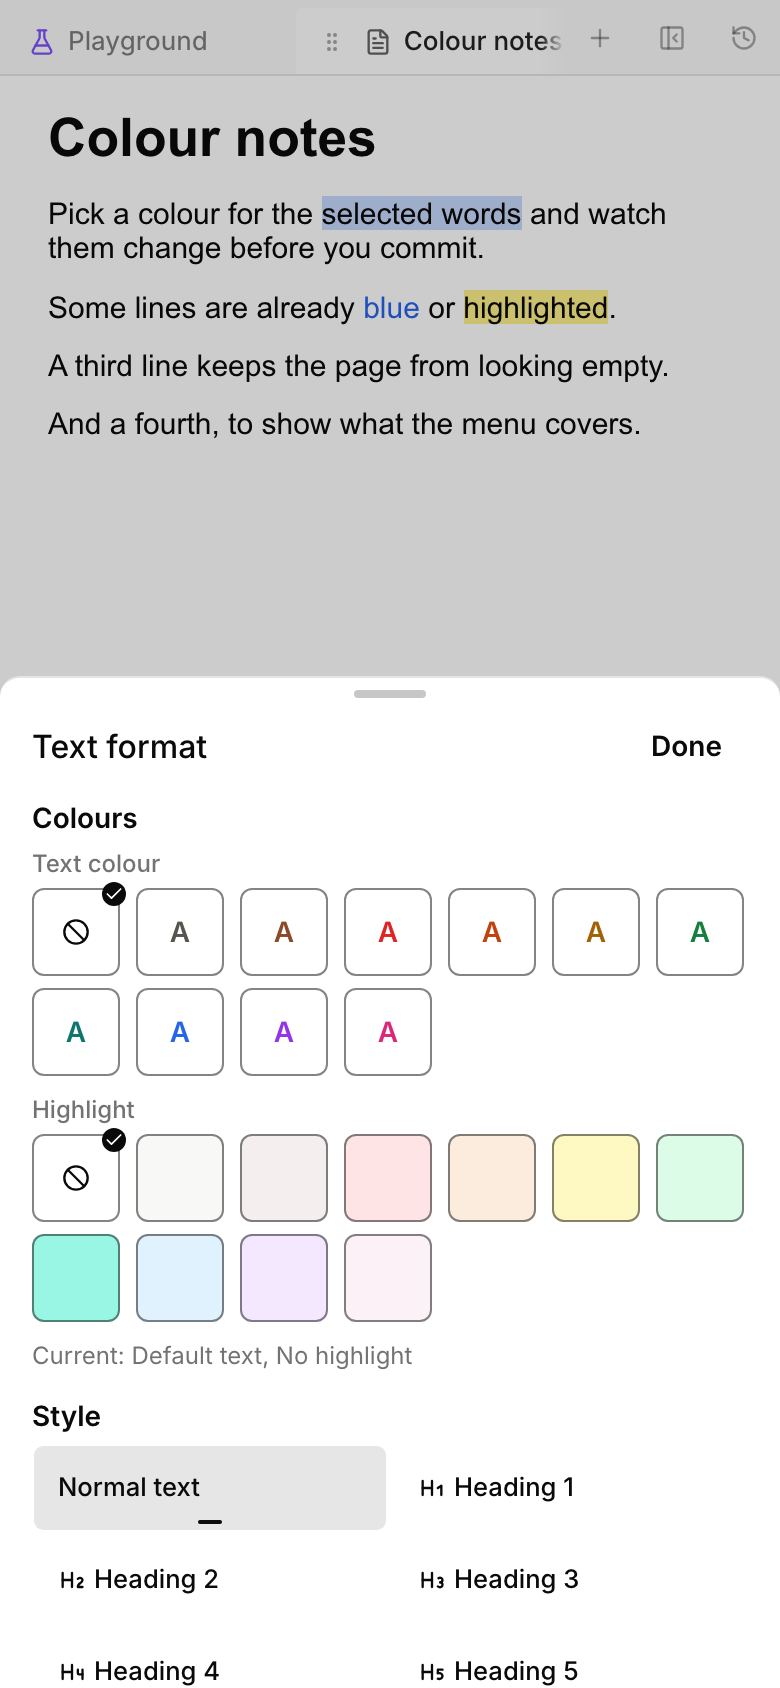 Playground
Colour notes
Colour notes
Pick a colour for the selected words and watch
them change before you commit.
Some lines are already blue or highlighted.
A third line keeps the page from looking empty.
And a fourth, to show what the menu covers.
Text format
Done
Colours
Text colour
A A A A A A
A A A A
Highlight
Current: Default text, No highlight
Style
Normal text
H1 Heading 1
H2 Heading 2
H3 Heading 3
H4 Heading 4
H5 Heading 5